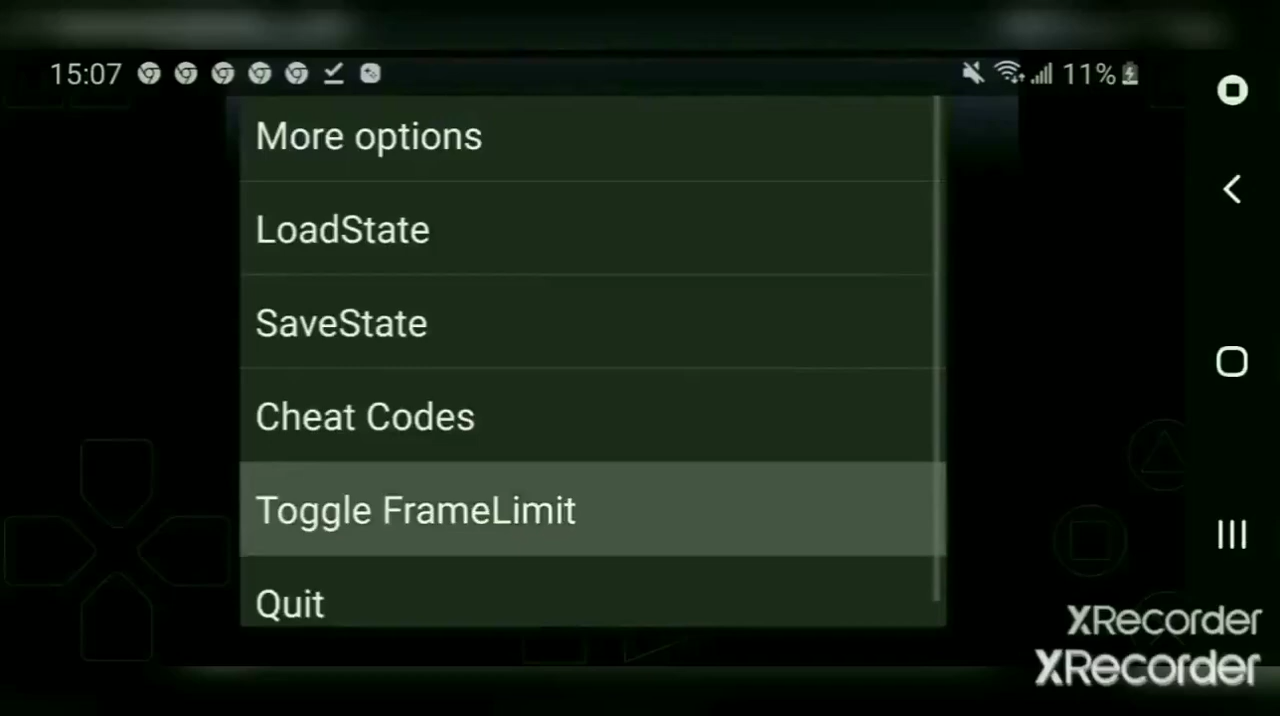 15:07
11%
More options
LoadState
SaveState
Cheat Codes
Toggle FrameLimit
Quit
XRecorder
XRecorder